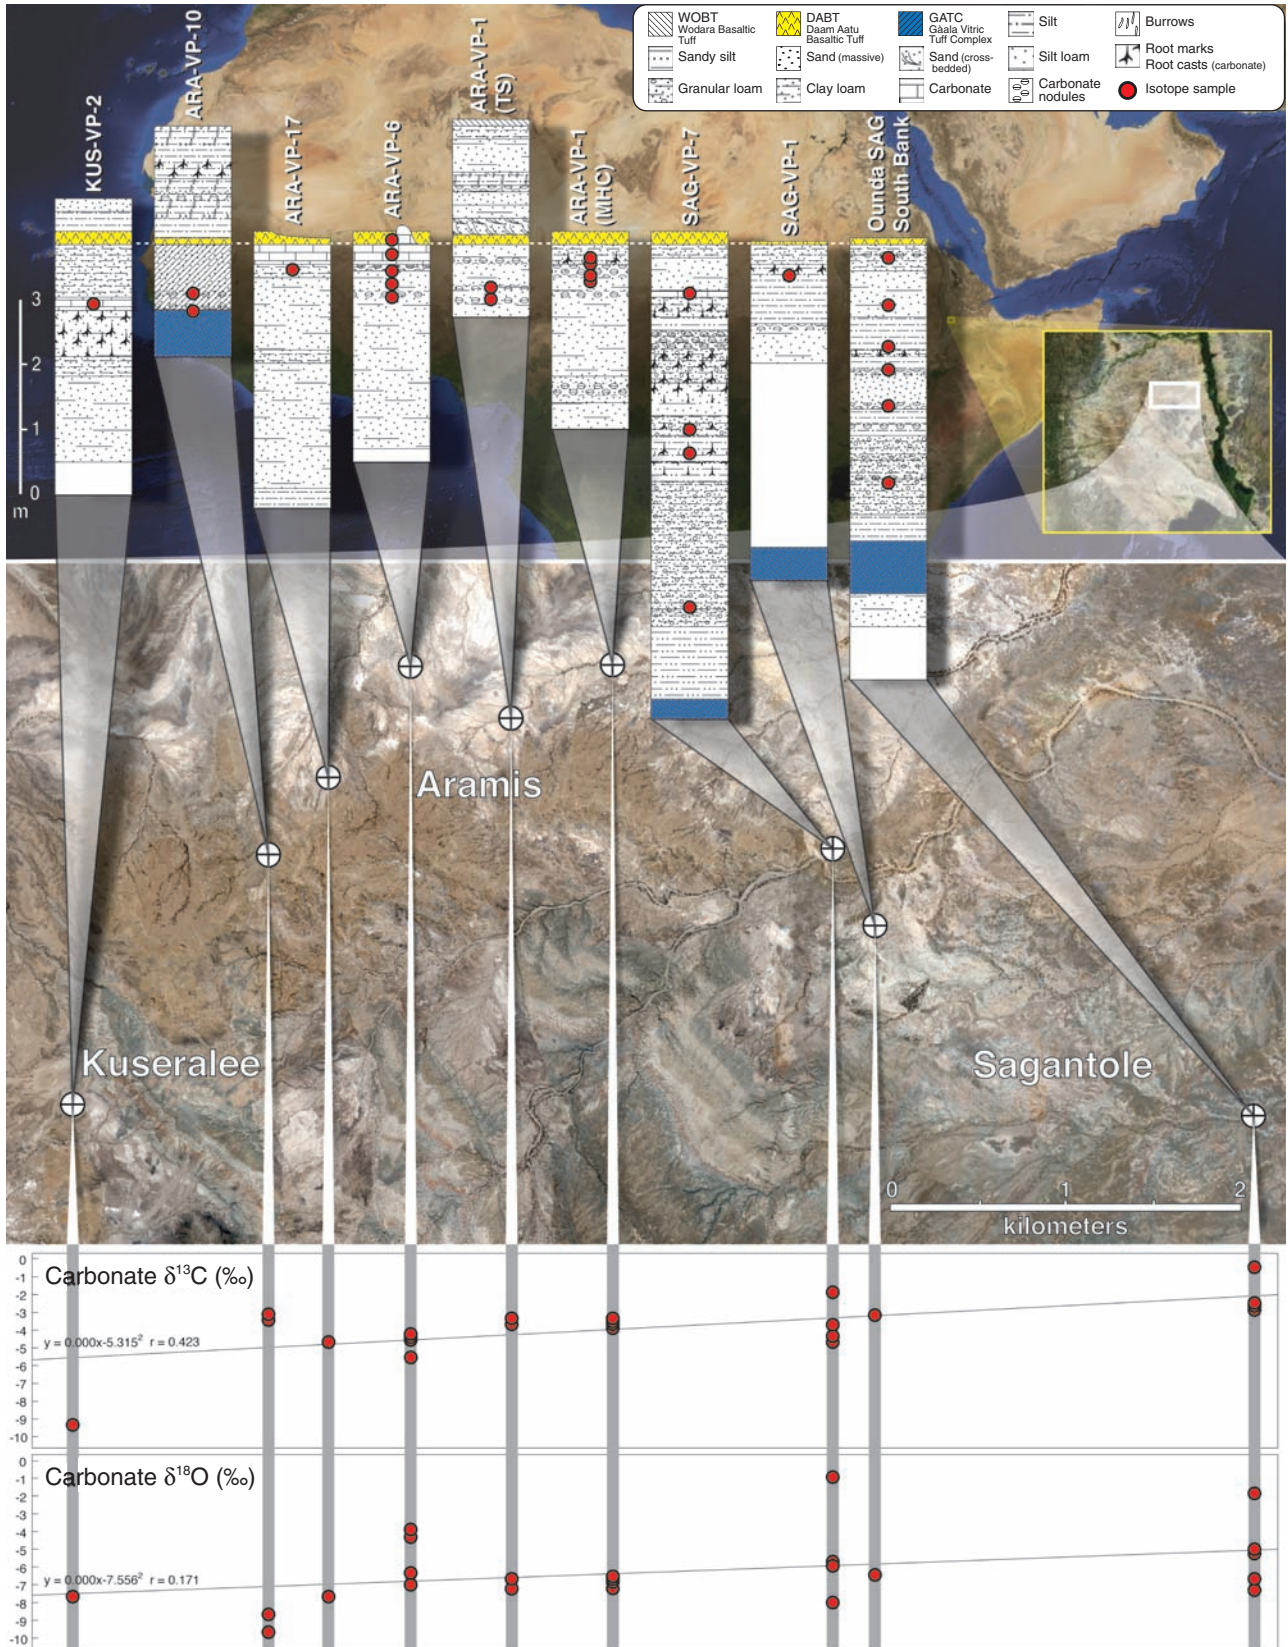 WOBT
Wodara Basaltic
Tuff
DABT
Daam Aatu
Basaltic Tuff
GATC
Gàala Vitric
Tuff Complex
Silt
Burrows
Sandy silt
Sand (massive)
Sand (cross-
bedded)
Silt loam
Root marks
Root casts (carbonate)
Granular loam
Clay loam
Carbonate
Carbonate
nodules
Isotope sample
KUS-VP-2
ARA-VP-10
ARA-VP-17
ARA-VP-6
ARA-VP-1
(TS)
ARA-VP-1
(MHC)
SAG-VP-7
SAG-VP-1
Ounda SAG
South Bank
3
2
1
0
m
Aramis
Kuseralee
Sagantole
0 1 2
kilometers
Carbonate δ¹³C (‰)
0
-1
-2
-3
-4
-5
-6
-7
-8
-9
-10
y = 0.000x-5.315² r = 0.423
Carbonate δ¹⁸O (‰)
0
-1
-2
-3
-4
-5
-6
-7
-8
-9
-10
y = 0.000x-7.556² r = 0.171